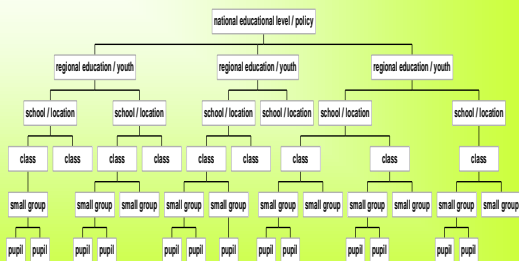 national educational level / policy
regional education / youth
regional education / youth
regional education / youth
school / location
school / location
school / location
school / location
school / location
school / location
class
class
class
class
class
class
class
class
class
small group
small group
small group
small group
small group
small group
small group
small group
small group
small group
small group
pupil
pupil
pupil
pupil
pupil
pupil
pupil
pupil
pupil
pupil
pupil
pupil
pupil